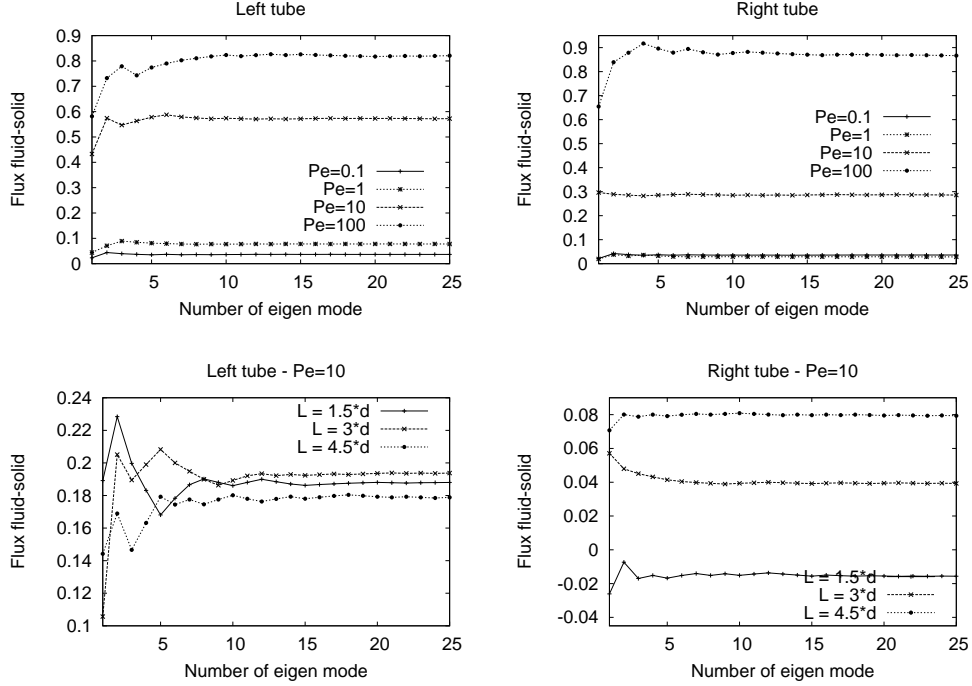 Left tube
Flux fluid-solid
0.9
0.8
0.7
0.6
0.5
0.4
0.3
0.2
0.1
0
Pe=0.1
Pe=1
Pe=10
Pe=100
5 10 15 20 25
Number of eigen mode
Right tube
Flux fluid-solid
0.9
0.8
0.7
0.6
0.5
0.4
0.3
0.2
0.1
0
Pe=0.1
Pe=1
Pe=10
Pe=100
5 10 15 20 25
Number of eigen mode
Left tube - Pe=10
Flux fluid-solid
0.24
0.22
0.2
0.18
0.16
0.14
0.12
0.1
L = 1.5*d
L = 3*d
L = 4.5*d
5 10 15 20 25
Number of eigen mode
Right tube - Pe=10
Flux fluid-solid
0.08
0.06
0.04
0.02
0
-0.02
-0.04
L = 1.5*d
L = 3*d
L = 4.5*d
5 10 15 20 25
Number of eigen mode